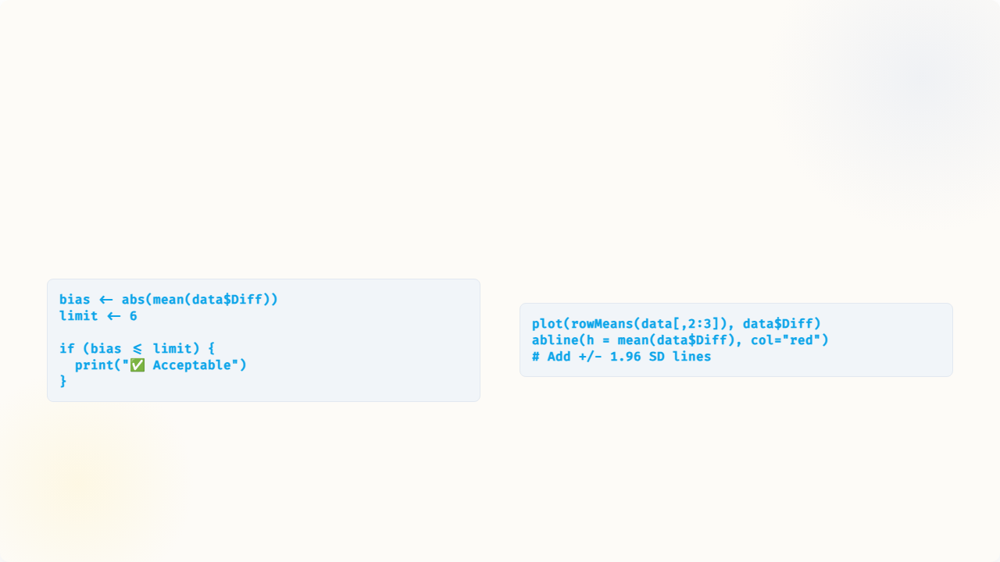 bias <- abs(mean(data$Diff))
limit <- 6

if (bias <= limit) {
  print("✅ Acceptable")
}
plot(rowMeans(data[,2:3]), data$Diff)
abline(h = mean(data$Diff), col="red")
# Add +/- 1.96 SD lines